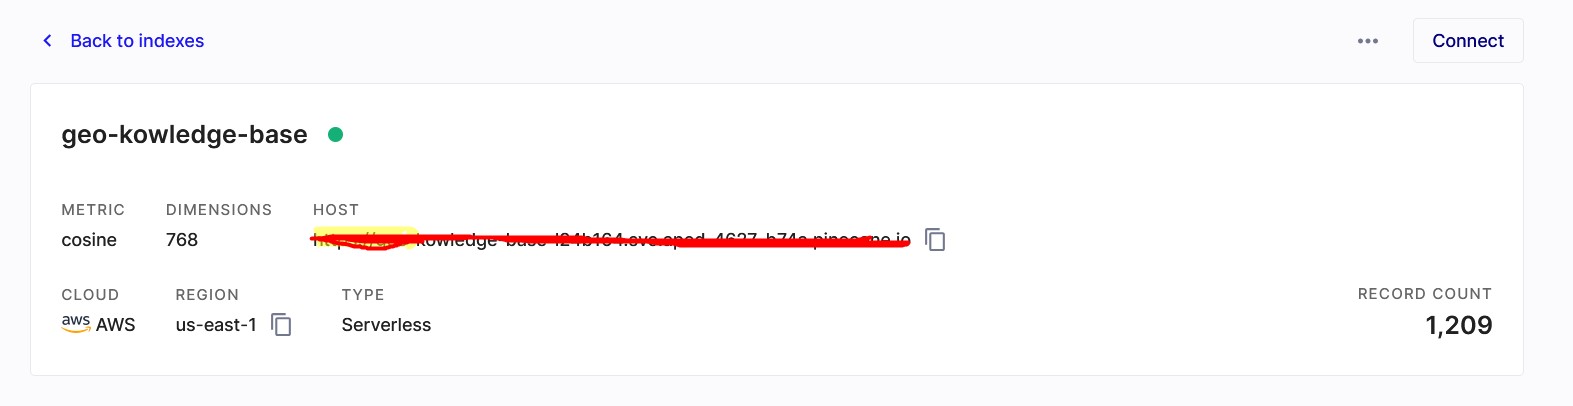 Back to indexes
Connect
geo-kowledge-base
METRIC DIMENSIONS HOST
cosine 768
CLOUD REGION TYPE RECORD COUNT
aws AWS us-east-1 Serverless 1,209